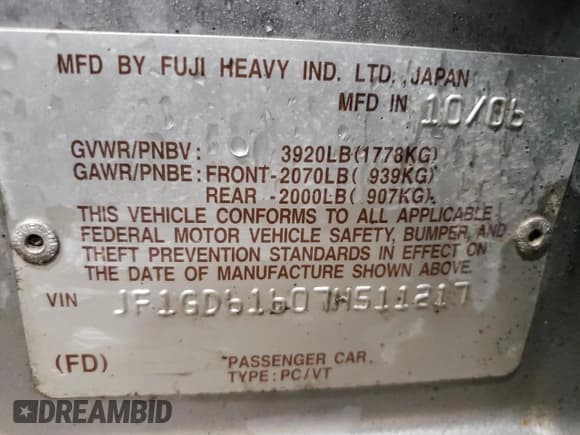 MFD BY FUJI HEAVY IND. LTD., JAPAN
MFD IN 10/06
GVWR/PNBV: 3920LB(1778KG)
GAWR/PNBE: FRONT-2070LB( 939KG)
REAR -2000LB( 907KG)
THIS VEHICLE CONFORMS TO ALL APPLICABLE
FEDERAL MOTOR VEHICLE SAFETY, BUMPER, AND
THEFT PREVENTION STANDARDS IN EFFECT ON
THE DATE OF MANUFACTURE SHOWN ABOVE.
VIN JF1GD61607H511217
(FD) PASSENGER CAR.
TYPE: PC/VT
DREAMBID